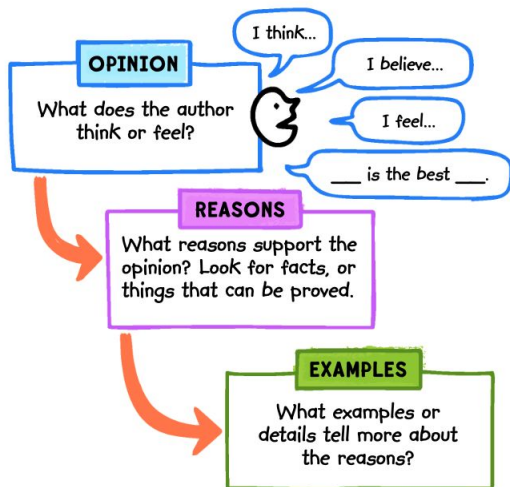 OPINION
What does the author
think or feel?
I think...
I believe...
I feel...
___ is the best ___.
REASONS
What reasons support the
opinion? Look for facts, or
things that can be proved.
EXAMPLES
What examples or
details tell more about
the reasons?